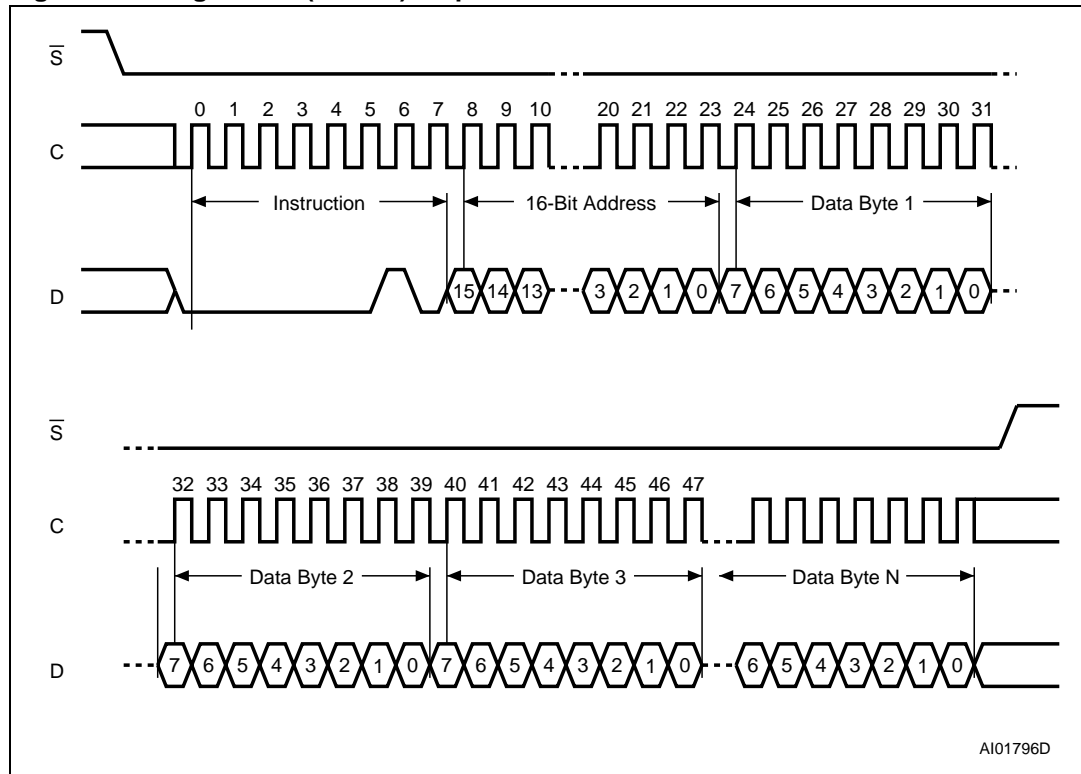 S
0 1 2 3 4 5 6 7 8 9 10 20 21 22 23 24 25 26 27 28 29 30 31
C
Instruction 16-Bit Address Data Byte 1
D 15 14 13 3 2 1 0 7 6 5 4 3 2 1 0
S
32 33 34 35 36 37 38 39 40 41 42 43 44 45 46 47
C
Data Byte 2 Data Byte 3 Data Byte N
D 7 6 5 4 3 2 1 0 7 6 5 4 3 2 1 0 6 5 4 3 2 1 0
AI01796D